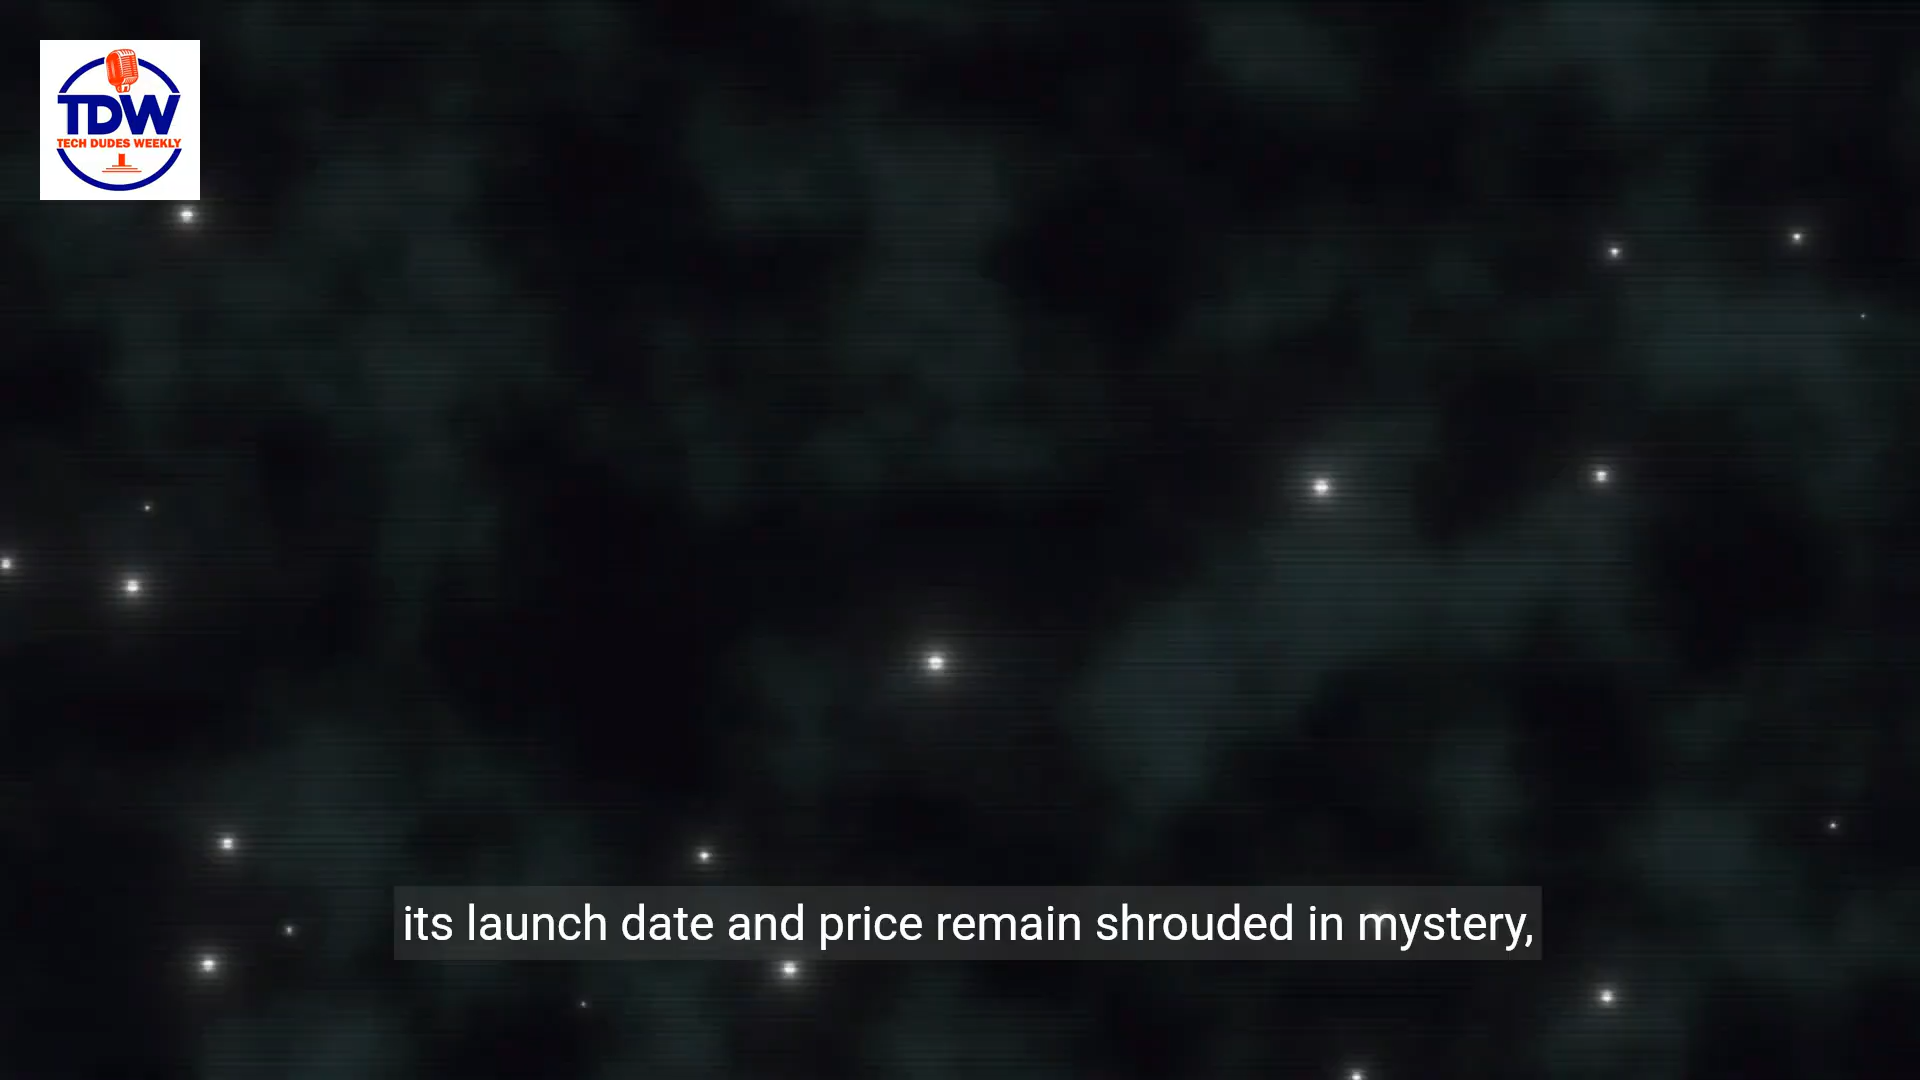 TDW
TECH DUDES WEEKLY
its launch date and price remain shrouded in mystery,